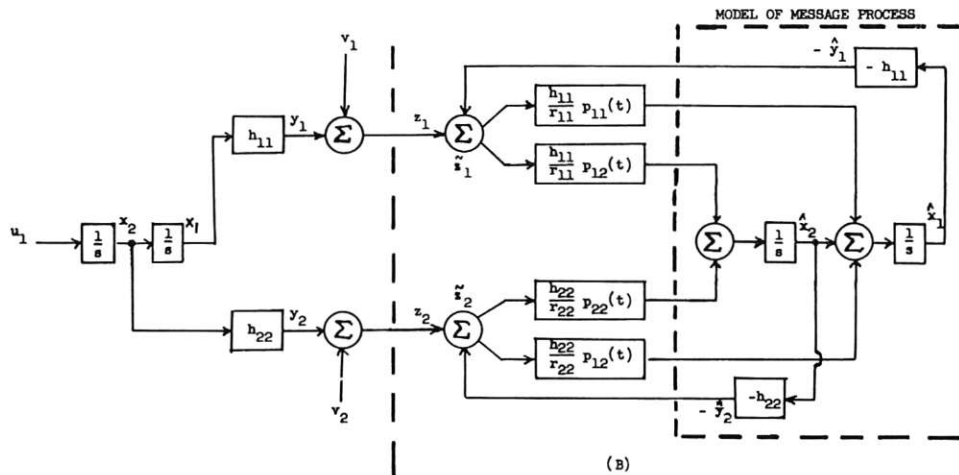 MODEL OF MESSAGE PROCESS
v₁
- ŷ₁
- h₁₁
h₁₁/r₁₁ p₁₁(t)
y₁
z₁
h₁₁
Σ
Σ
z̃₁
h₁₁/r₁₁ p₁₂(t)
u₁
1/s
x₂
1/s
x₁
Σ
1/s
x̂₂
Σ
1/s
x̂₁
z̃₂
h₂₂/r₂₂ p₂₂(t)
h₂₂
y₂
Σ
z₂
Σ
h₂₂/r₂₂ p₁₂(t)
v₂
- ŷ₂
-h₂₂
(B)